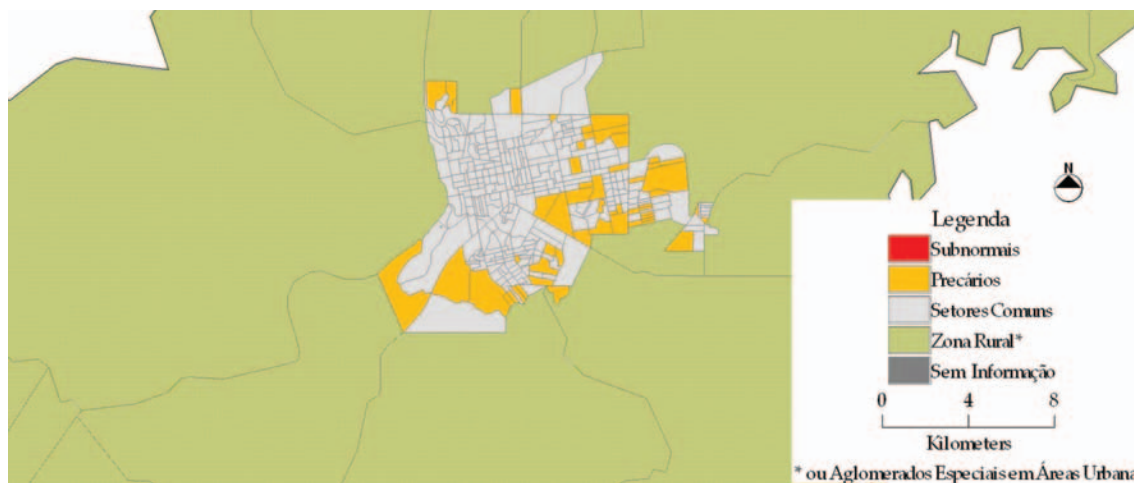 N
Legenda
Subnormais
Precários
Setores Comuns
Zona Rural*
Sem Informação
0 4 8
Kilometers
* ou Aglomerados Especiais em Áreas Urbana